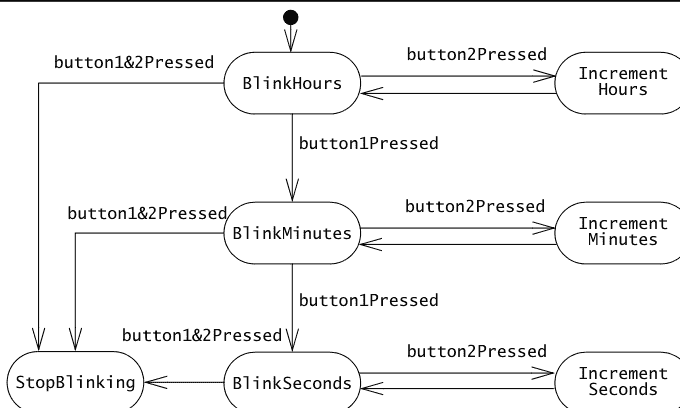 button1&2Pressed
button2Pressed
BlinkHours
Increment
Hours
button1Pressed
button1&2Pressed
button2Pressed
BlinkMinutes
Increment
Minutes
button1Pressed
button1&2Pressed
button2Pressed
StopBlinking
BlinkSeconds
Increment
Seconds